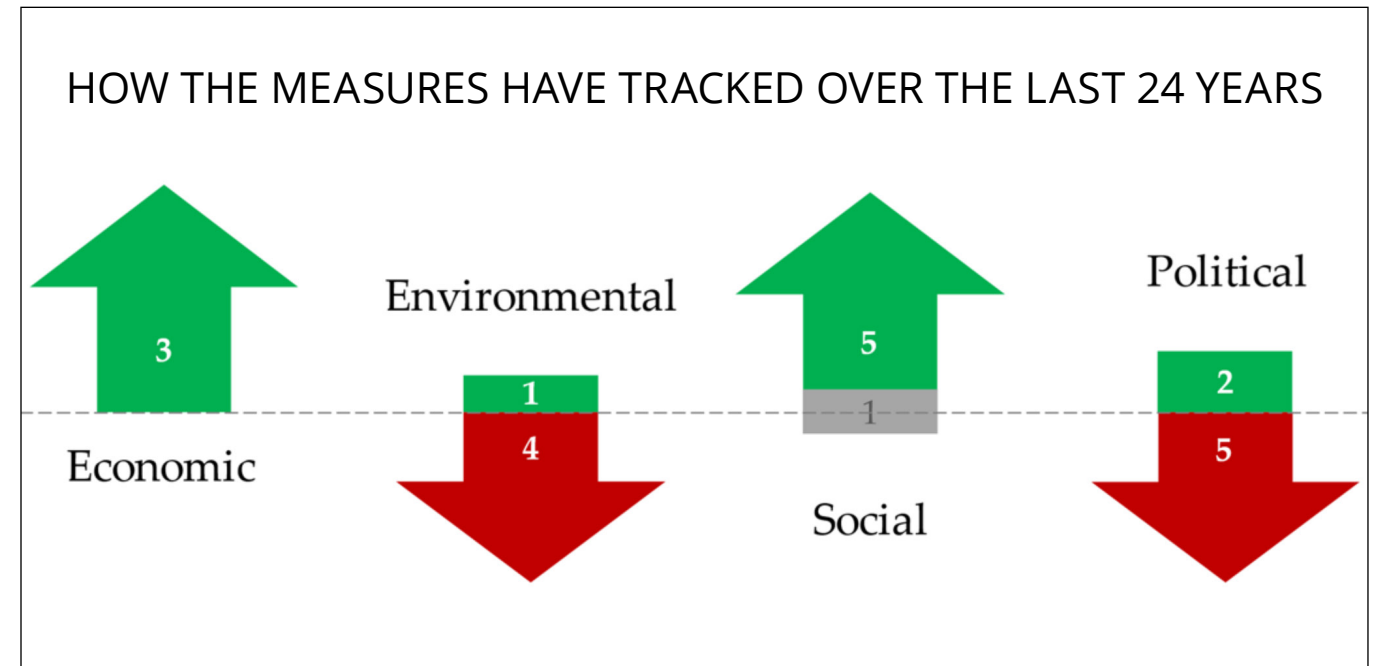 HOW THE MEASURES HAVE TRACKED OVER THE LAST 24 YEARS
3
Economic
Environmental
1
4
5
1
Social
Political
2
5